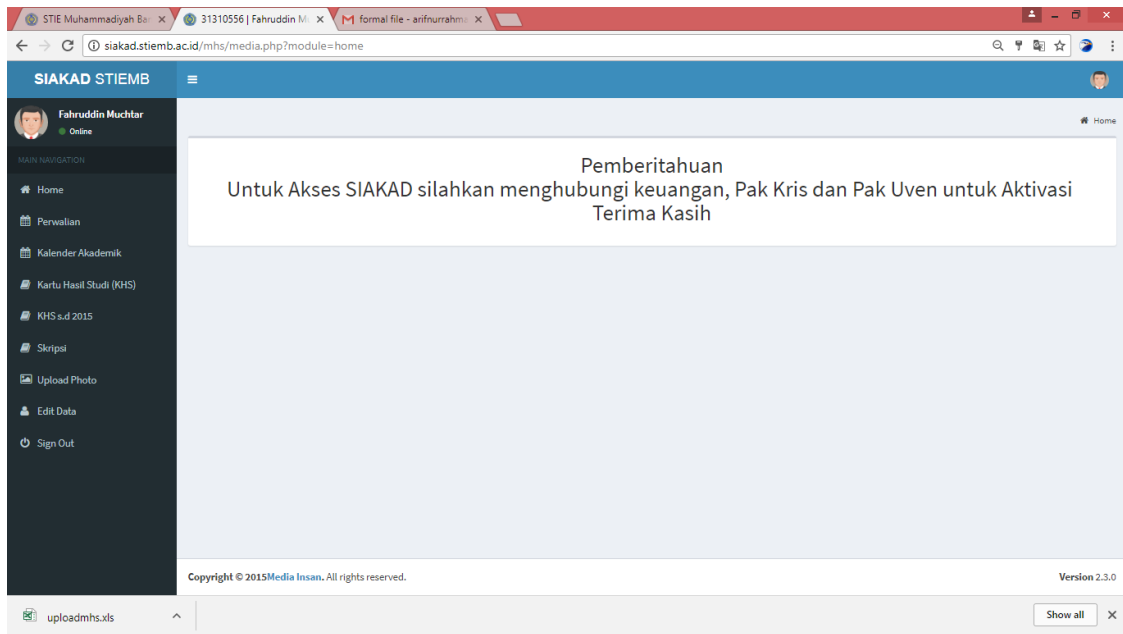 STIE Muhammadiyah Ban
31310556 | Fahruddin Mu
formal file - arifnurrahma
siakad.stiemb.ac.id/mhs/media.php?module=home
SIAKAD STIEMB
Fahruddin Muchtar
Online
Home
MAIN NAVIGATION
Home
Perwalian
Kalender Akademik
Kartu Hasil Studi (KHS)
KHS s.d 2015
Skripsi
Upload Photo
Edit Data
Sign Out
Pemberitahuan
Untuk Akses SIAKAD silahkan menghubungi keuangan, Pak Kris dan Pak Uven untuk Aktivasi
Terima Kasih
Copyright © 2015Media Insan. All rights reserved.
Version 2.3.0
uploadmhs.xls
Show all